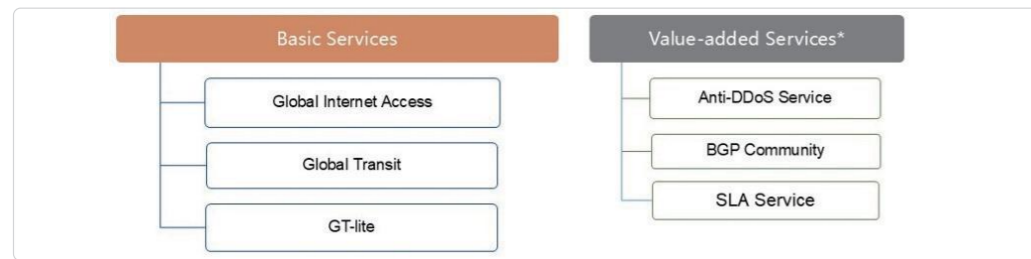 Basic Services
Global Internet Access
Global Transit
GT-lite
Value-added Services*
Anti-DDoS Service
BGP Community
SLA Service